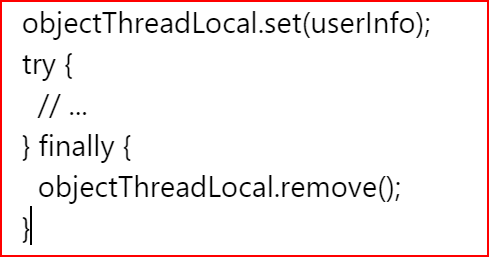 objectThreadLocal.set(userInfo);
try {
  // ...
} finally {
  objectThreadLocal.remove();
}